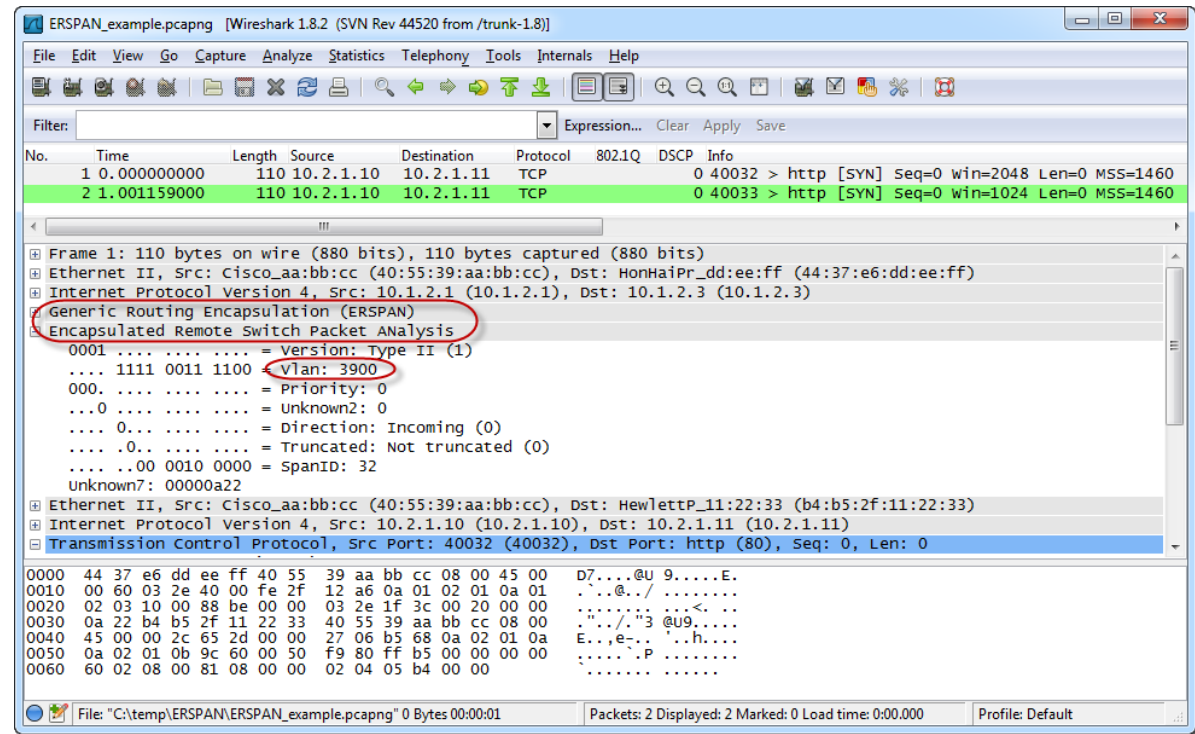 ERSPAN_example.pcapng [Wireshark 1.8.2 (SVN Rev 44520 from /trunk-1.8)]
File Edit View Go Capture Analyze Statistics Telephony Tools Internals Help
Filter: Expression... Clear Apply Save
No. Time Length Source Destination Protocol 802.1Q DSCP Info
1 0.000000000 110 10.2.1.10 10.2.1.11 TCP 0 40032 > http [SYN] Seq=0 Win=2048 Len=0 MSS=1460
2 1.001159000 110 10.2.1.10 10.2.1.11 TCP 0 40033 > http [SYN] Seq=0 Win=1024 Len=0 MSS=1460
Frame 1: 110 bytes on wire (880 bits), 110 bytes captured (880 bits)
Ethernet II, Src: Cisco_aa:bb:cc (40:55:39:aa:bb:cc), Dst: HonHaiPr_dd:ee:ff (44:37:e6:dd:ee:ff)
Internet Protocol Version 4, Src: 10.1.2.1 (10.1.2.1), Dst: 10.1.2.3 (10.1.2.3)
Generic Routing Encapsulation (ERSPAN)
Encapsulated Remote Switch Packet ANalysis
0001 .... .... .... = Version: Type II (1)
.... 1111 0011 1100 = Vlan: 3900
000. .... .... .... = Priority: 0
...0 .... .... .... = Unknown2: 0
.... 0... .... .... = Direction: Incoming (0)
.... .0.. .... .... = Truncated: Not truncated (0)
.... ..00 0010 0000 = SpanID: 32
Unknown7: 00000a22
Ethernet II, Src: Cisco_aa:bb:cc (40:55:39:aa:bb:cc), Dst: HewlettP_11:22:33 (b4:b5:2f:11:22:33)
Internet Protocol Version 4, Src: 10.2.1.10 (10.2.1.10), Dst: 10.2.1.11 (10.2.1.11)
Transmission Control Protocol, Src Port: 40032 (40032), Dst Port: http (80), Seq: 0, Len: 0
0000 44 37 e6 dd ee ff 40 55 39 aa bb cc 08 00 45 00 D7....@U 9.....E.
0010 00 60 03 2e 40 00 fe 2f 12 a6 0a 01 02 01 0a 01 .`..@../ ........
0020 02 03 10 00 88 be 00 00 03 2e 1f 3c 00 20 00 00 ........ ...<. ..
0030 0a 22 b4 b5 2f 11 22 33 40 55 39 aa bb cc 08 00 ."../."3 @U9.....
0040 45 00 00 2c 65 2d 00 00 27 06 b5 68 0a 02 01 0a E..,e-.. '..h....
0050 0a 02 01 0b 9c 60 00 50 f9 80 ff b5 00 00 00 00 .....`.P ........
0060 60 02 08 00 81 08 00 00 02 04 05 b4 00 00 `....... ......
File: "C:\temp\ERSPAN\ERSPAN_example.pcapng" 0 Bytes 00:00:01 Packets: 2 Displayed: 2 Marked: 0 Load time: 0:00.000 Profile: Default